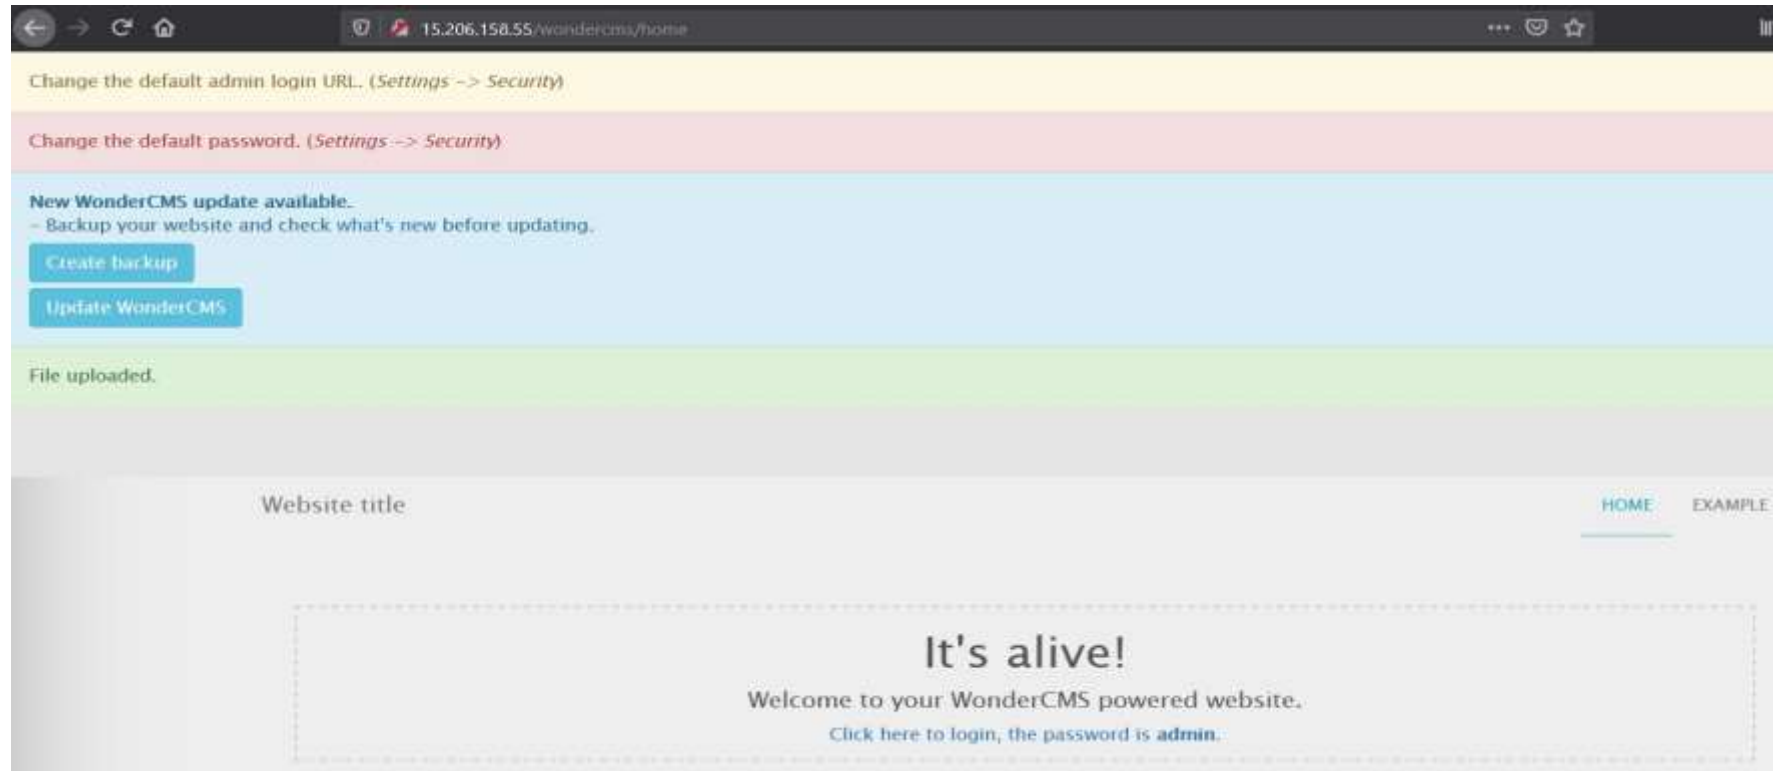 15.206.158.55/wondercms/home
Change the default admin login URL. (Settings -> Security)
Change the default password. (Settings -> Security)
New WonderCMS update available.
- Backup your website and check what's new before updating.
Create backup
Update WonderCMS
File uploaded.
Website title
HOME EXAMPLE
It's alive!
Welcome to your WonderCMS powered website.
Click here to login, the password is admin.